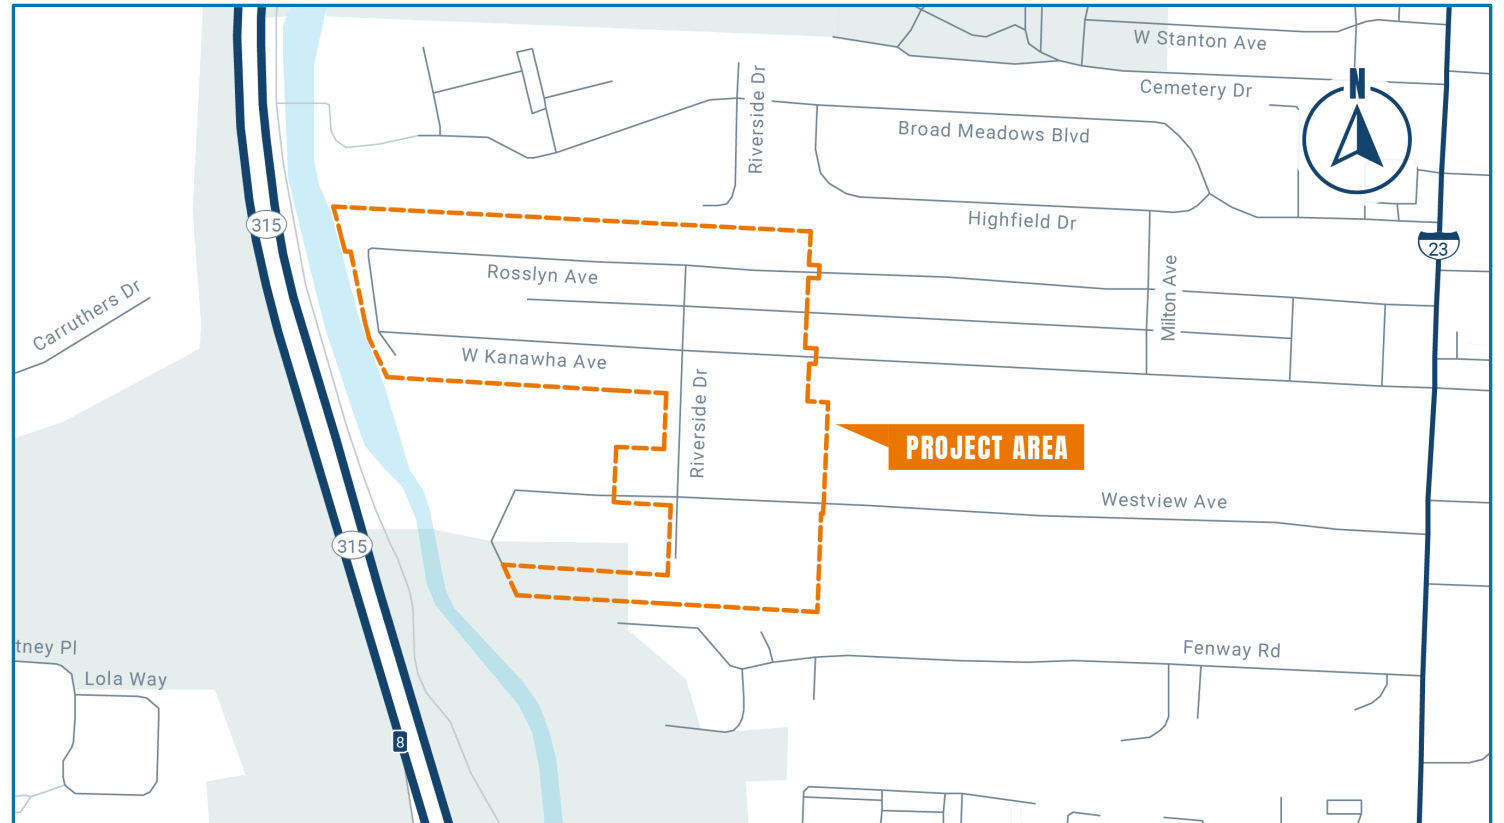 W Stanton Ave
Cemetery Dr
N
Riverside Dr
Broad Meadows Blvd
315
Highfield Dr
23
Rosslyn Ave
Milton Ave
Carruthers Dr
W Kanawha Ave
Riverside Dr
PROJECT AREA
Westview Ave
315
tney Pl
Fenway Rd
Lola Way
8